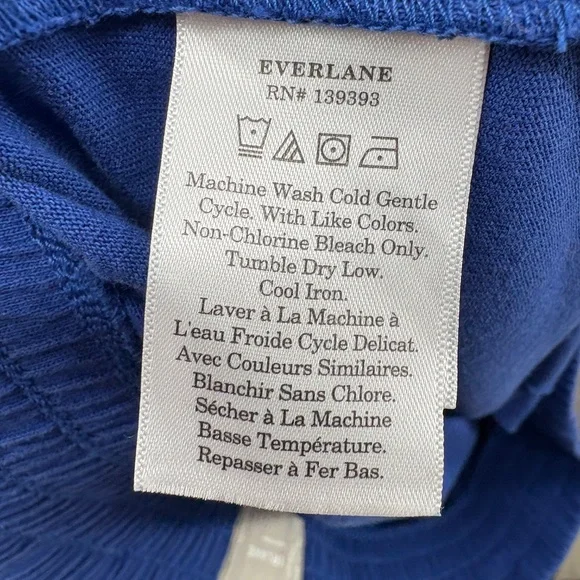 EVERLANE
RN# 139393
Machine Wash Cold Gentle
Cycle. With Like Colors.
Non-Chlorine Bleach Only.
Tumble Dry Low.
Cool Iron.
Laver à La Machine à
L'eau Froide Cycle Delicat.
Avec Couleurs Similaires.
Blanchir Sans Chlore.
Sécher à La Machine
Basse Température.
Repasser à Fer Bas.